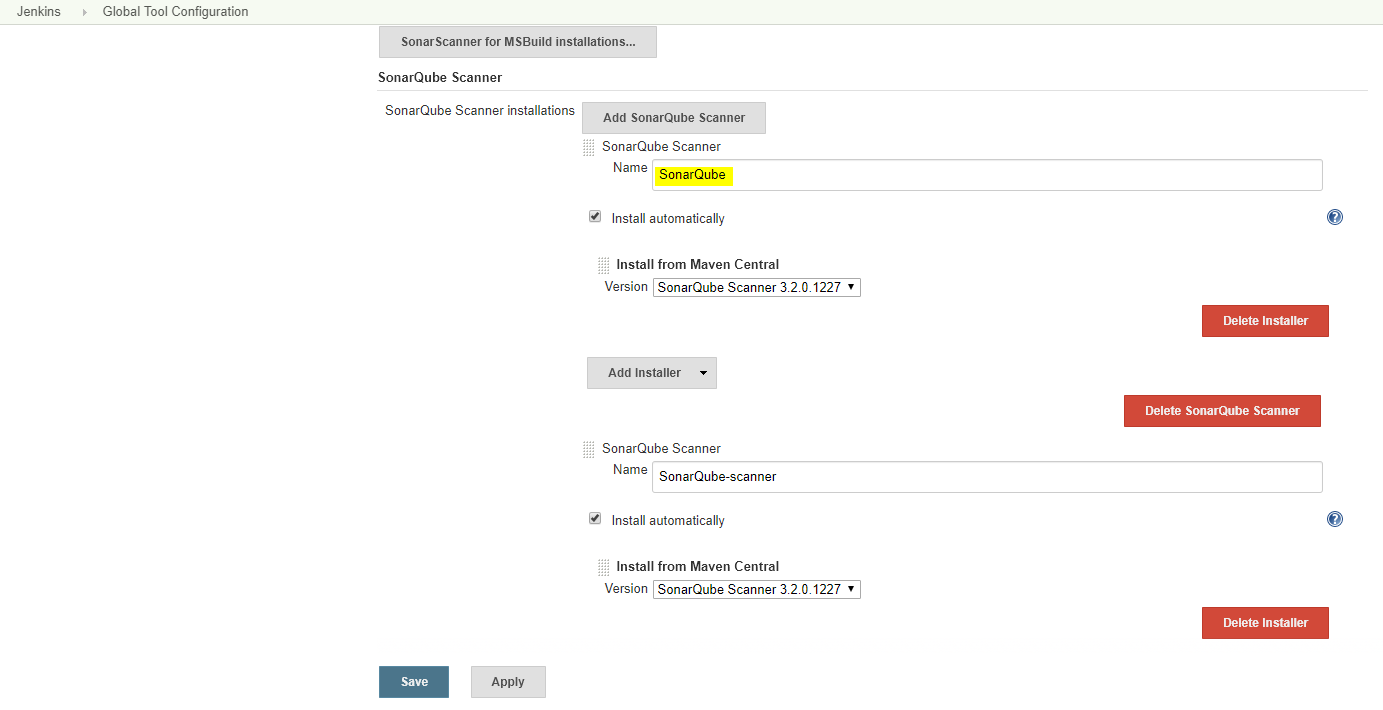 Jenkins
Global Tool Configuration
SonarScanner for MSBuild installations...
SonarQube Scanner
SonarQube Scanner installations
Add SonarQube Scanner
SonarQube Scanner
Name
SonarQube
Install automatically
Install from Maven Central
Version
SonarQube Scanner 3.2.0.1227
Delete Installer
Add Installer
Delete SonarQube Scanner
SonarQube Scanner
Name
SonarQube-scanner
Install automatically
Install from Maven Central
Version
SonarQube Scanner 3.2.0.1227
Delete Installer
Save
Apply